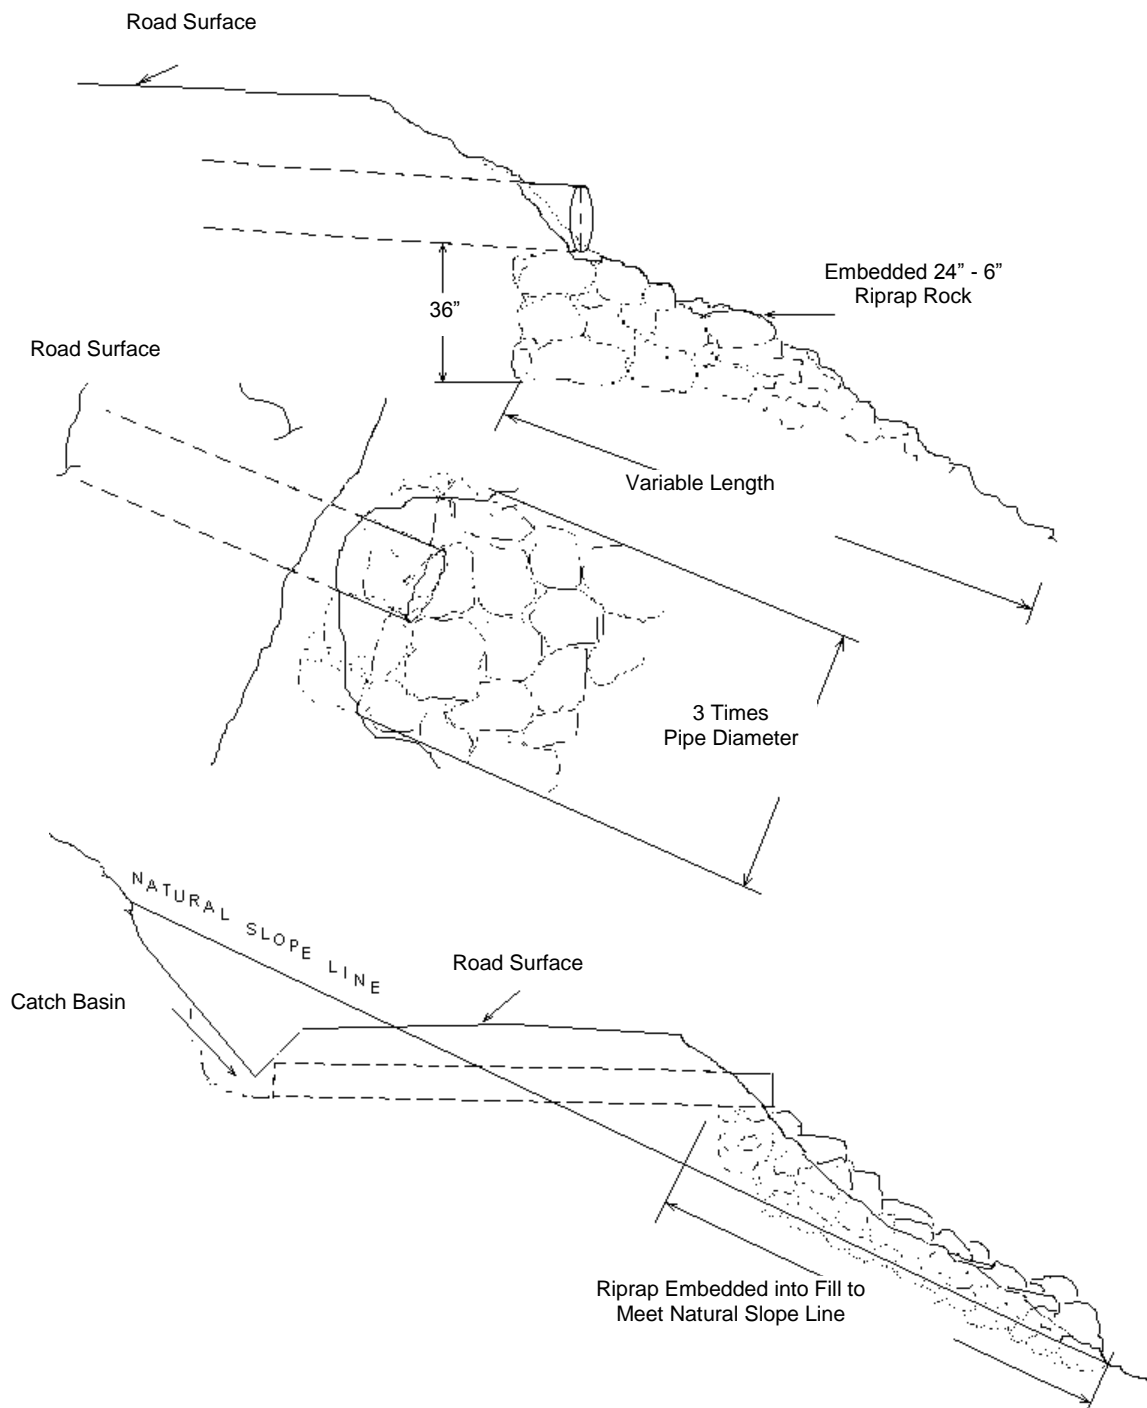 Road Surface
Embedded 24” - 6”
Riprap Rock
36”
Road Surface
Variable Length
3 Times
Pipe Diameter
NATURAL SLOPE LINE
Road Surface
Catch Basin
Riprap Embedded into Fill to
Meet Natural Slope Line